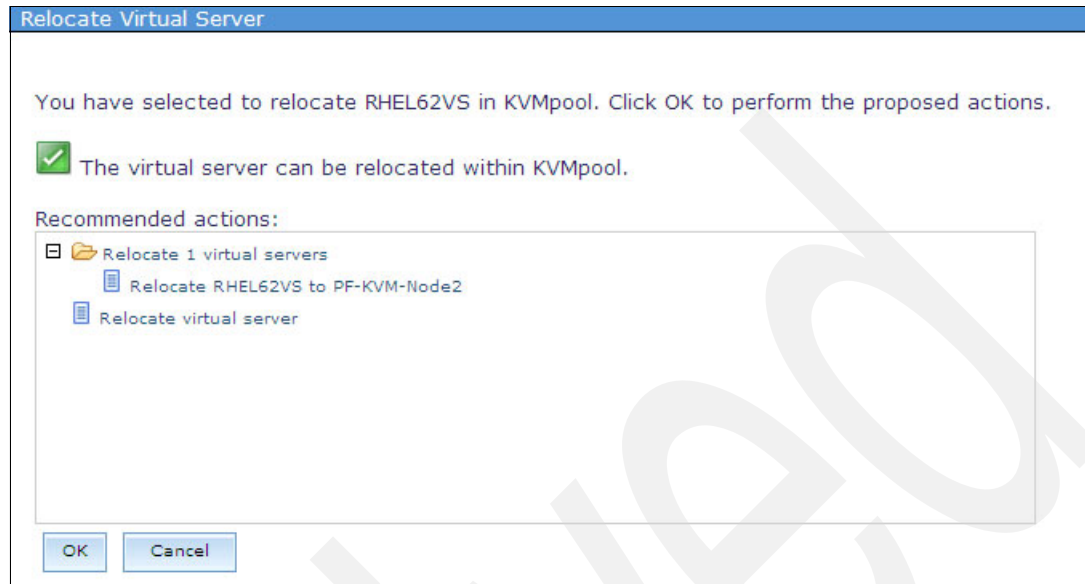 Relocate Virtual Server
You have selected to relocate RHEL62VS in KVMpool. Click OK to perform the proposed actions.
The virtual server can be relocated within KVMpool.
Recommended actions:
Relocate 1 virtual servers
Relocate RHEL62VS to PF-KVM-Node2
Relocate virtual server
OK
Cancel